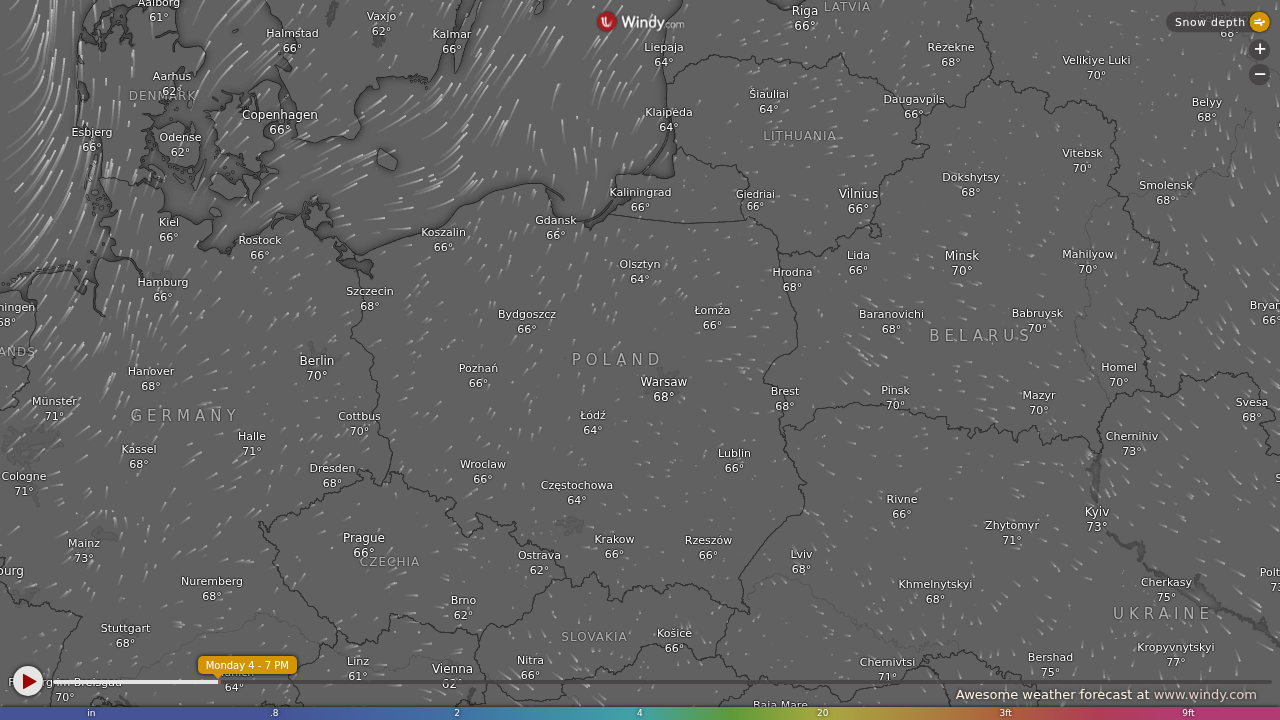 Aalborg
61°
Vaxjo
62°
Halmstad
66°
Kalmar
66°
Windy.com
Liepaja
64°
Riga
66°
LATVIA
Rēzekne
68°
Velikiye Luki
70°
Snow depth
68°
+
−
Aarhus
62°
DENMARK
Copenhagen
66°
Esbjerg
66°
Odense
62°
Klaipėda
64°
Šiauliai
64°
Daugavpils
66°
Belyy
68°
LITHUANIA
Vitebsk
70°
Dokshytsy
68°
Smolensk
68°
Kaliningrad
66°
Giedriai
66°
Vilnius
66°
Kiel
66°
Rostock
66°
Koszalin
66°
Gdansk
66°
Olsztyn
64°
Hrodna
68°
Lida
66°
Minsk
70°
Mahilyow
70°
Hamburg
66°
Szczecin
68°
ningen
68°
Bydgoszcz
66°
Łomża
66°
Baranovichi
68°
Babruysk
70°
Bryan
66°
BELARUS
ANDS
Berlin
70°
POLAND
Hanover
68°
Poznań
66°
Warsaw
68°
Brest
68°
Pinsk
70°
Homel
70°
Mazyr
70°
Münster
71°
GERMANY
Cottbus
70°
Łódź
64°
Svesa
68°
Kassel
68°
Halle
71°
Chernihiv
73°
Cologne
71°
Dresden
68°
Wroclaw
66°
Lublin
66°
Częstochowa
64°
Rivne
66°
Zhytomyr
71°
Kyiv
73°
Mainz
73°
Prague
66°
CZECHIA
Ostrava
62°
Krakow
66°
Rzeszów
66°
Lviv
68°
burg
Nuremberg
68°
Khmelnytskyi
68°
Cherkasy
75°
Polt
73
Brno
62°
UKRAINE
Stuttgart
68°
SLOVAKIA
Košice
66°
Linz
61°
Vienna
62°
Nitra
66°
Chernivtsi
71°
Bershad
75°
Kropyvnytskyi
77°
Monday 4 - 7 PM
64°
70°
Baia Mare
Awesome weather forecast at www.windy.com
in .8 2 4 20 3ft 9ft